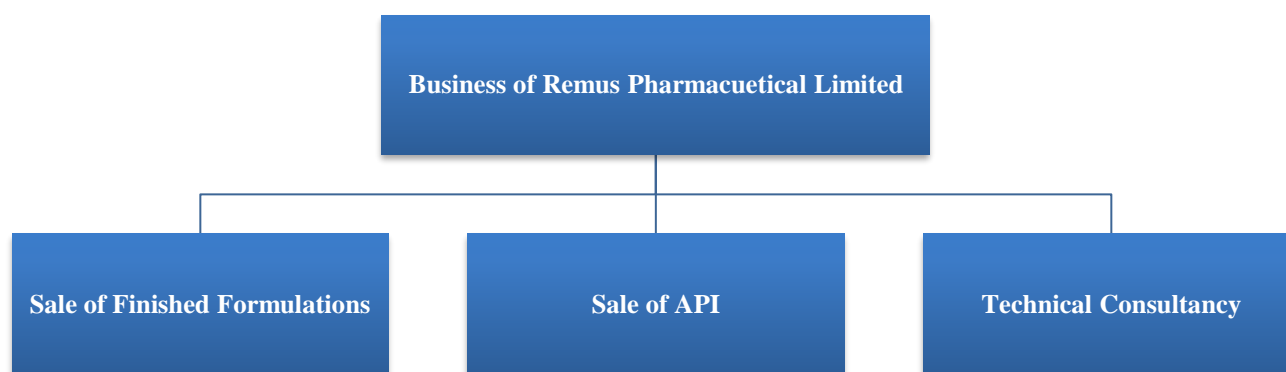 Business of Remus Pharmacuetical Limited
Sale of Finished Formulations
Sale of API
Technical Consultancy